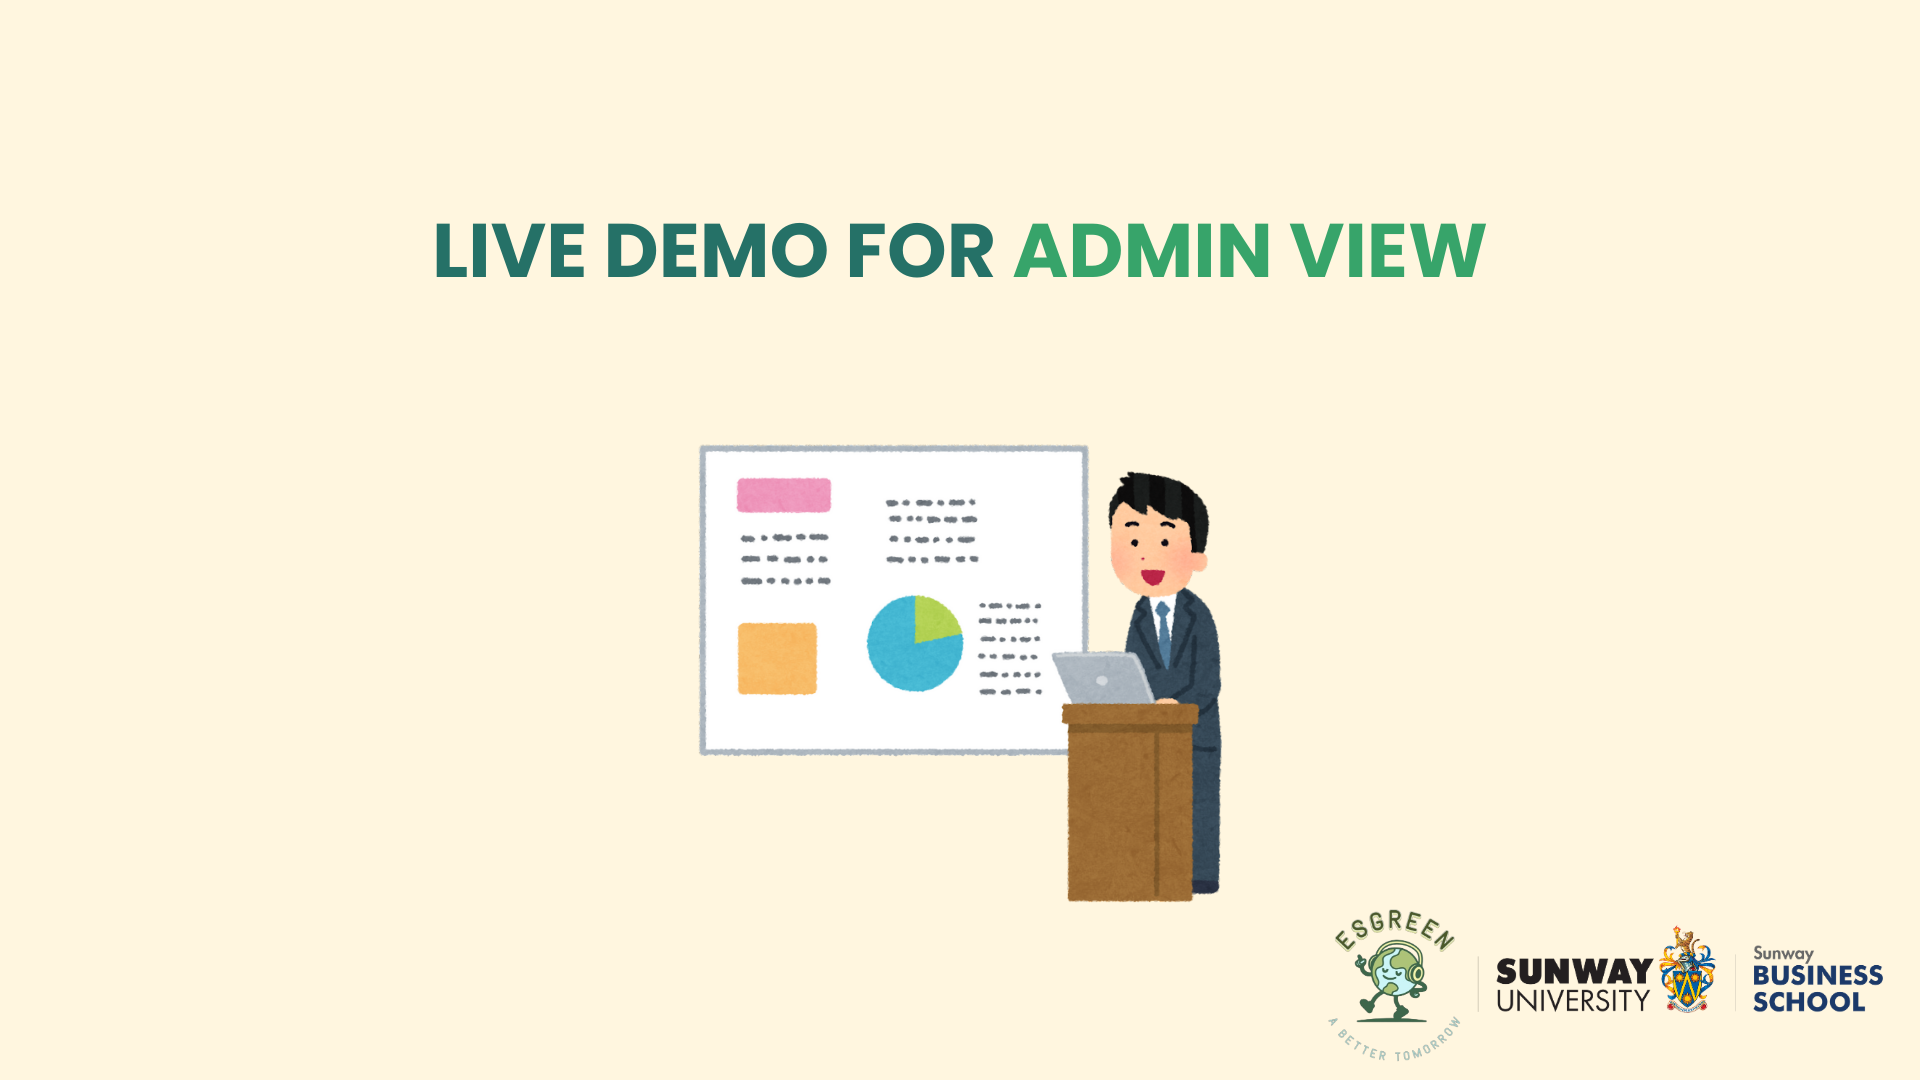 LIVE DEMO FOR ADMIN VIEW
ESGREEN
A BETTER TOMORROW
SUNWAY
UNIVERSITY
Sunway
BUSINESS
SCHOOL